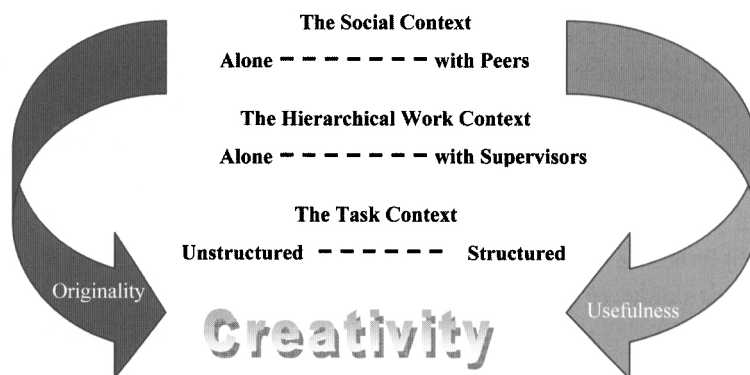 The Social Context
Alone - - - - - - - with Peers
The Hierarchical Work Context
Alone - - - - - - - with Supervisors
The Task Context
Unstructured - - - - - - Structured
Originality
Usefulness
Creativity